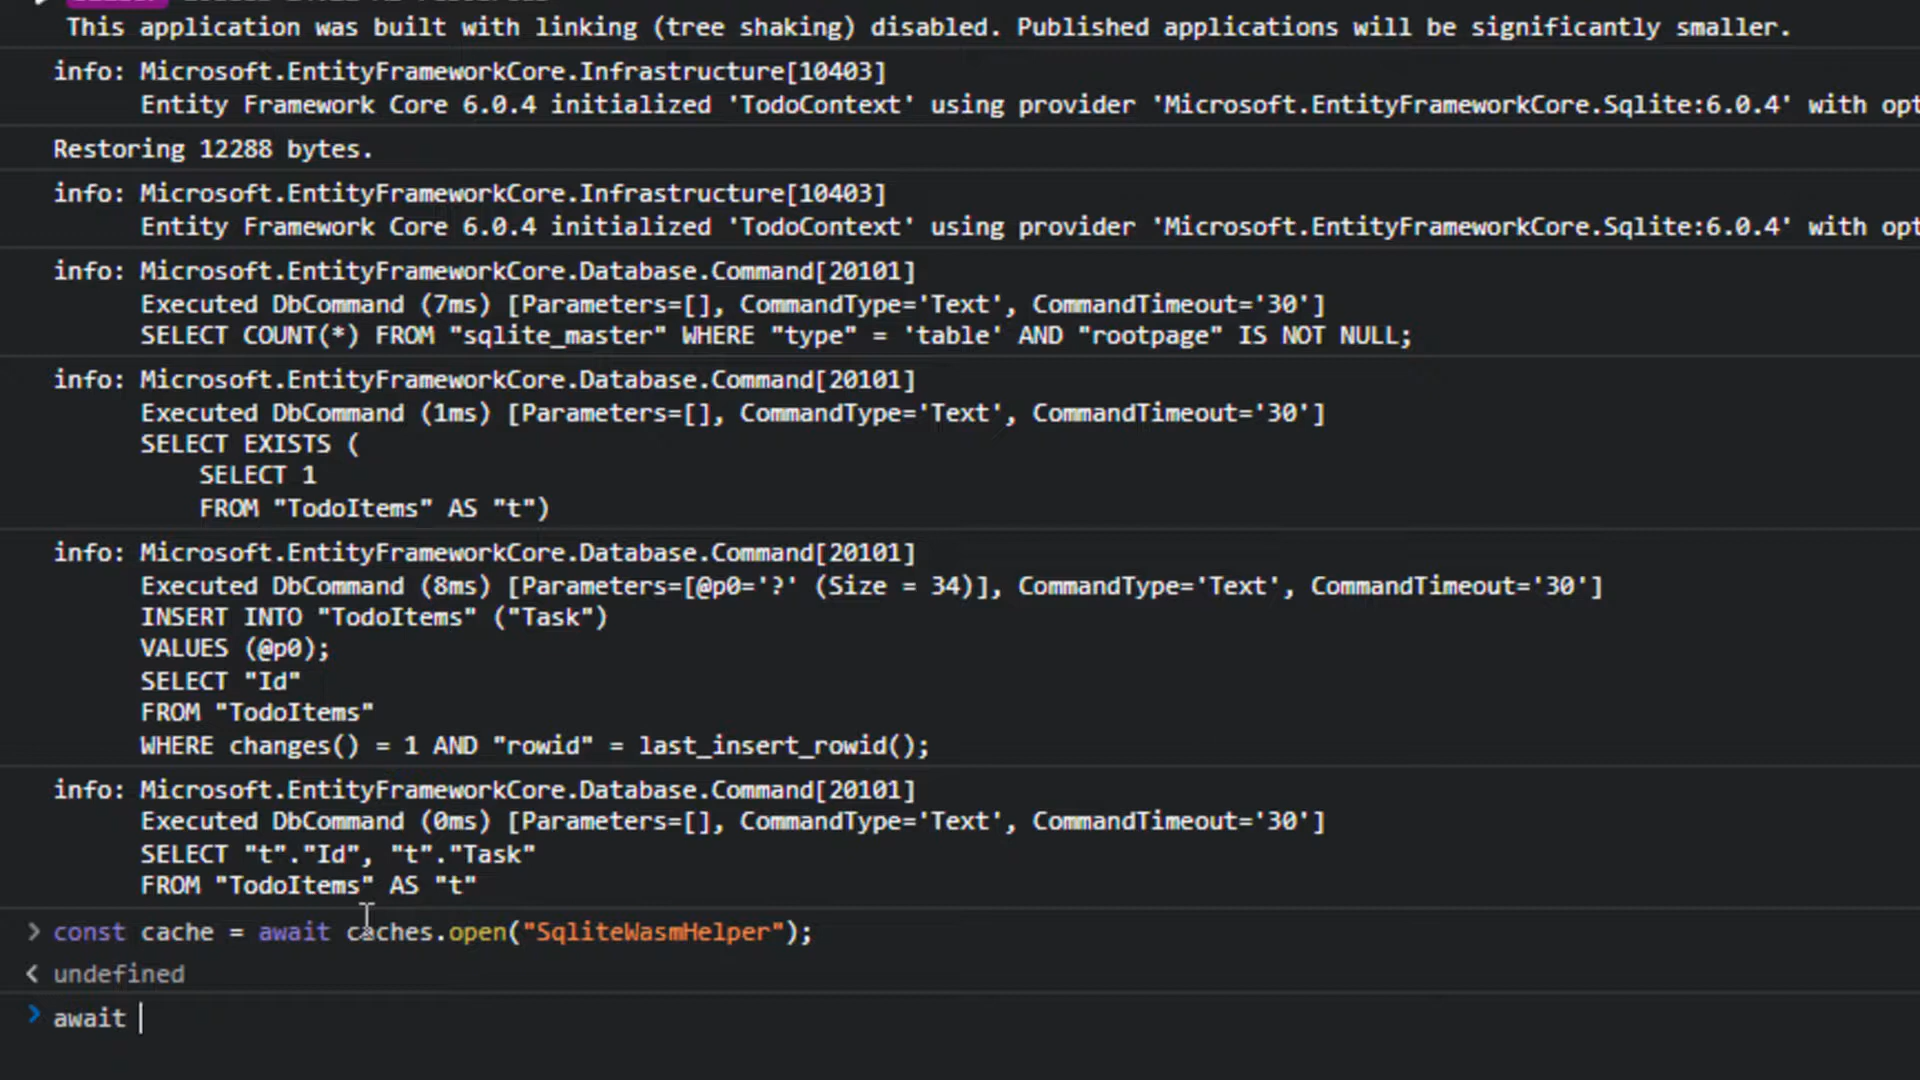 This application was built with linking (tree shaking) disabled. Published applications will be significantly smaller.
info: Microsoft.EntityFrameworkCore.Infrastructure[10403]
Entity Framework Core 6.0.4 initialized 'TodoContext' using provider 'Microsoft.EntityFrameworkCore.Sqlite:6.0.4' with opt
Restoring 12288 bytes.
info: Microsoft.EntityFrameworkCore.Infrastructure[10403]
Entity Framework Core 6.0.4 initialized 'TodoContext' using provider 'Microsoft.EntityFrameworkCore.Sqlite:6.0.4' with opt
info: Microsoft.EntityFrameworkCore.Database.Command[20101]
Executed DbCommand (7ms) [Parameters=[], CommandType='Text', CommandTimeout='30']
SELECT COUNT(*) FROM "sqlite_master" WHERE "type" = 'table' AND "rootpage" IS NOT NULL;
info: Microsoft.EntityFrameworkCore.Database.Command[20101]
Executed DbCommand (1ms) [Parameters=[], CommandType='Text', CommandTimeout='30']
SELECT EXISTS (
SELECT 1
FROM "TodoItems" AS "t")
info: Microsoft.EntityFrameworkCore.Database.Command[20101]
Executed DbCommand (8ms) [Parameters=[@p0='?' (Size = 34)], CommandType='Text', CommandTimeout='30']
INSERT INTO "TodoItems" ("Task")
VALUES (@p0);
SELECT "Id"
FROM "TodoItems"
WHERE changes() = 1 AND "rowid" = last_insert_rowid();
info: Microsoft.EntityFrameworkCore.Database.Command[20101]
Executed DbCommand (0ms) [Parameters=[], CommandType='Text', CommandTimeout='30']
SELECT "t"."Id", "t"."Task"
FROM "TodoItems" AS "t"
> const cache = await caches.open("SqliteWasmHelper");
< undefined
> await